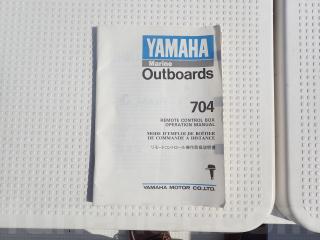 YAMAHA
Marine
Outboards
704
REMOTE CONTROL BOX
OPERATION MANUAL
MODE D'EMPLOI DE BOÎTIER
DE COMMANDE A DISTANCE
リモートコントロール操作取扱説明書
YAMAHA MOTOR CO.,LTD.